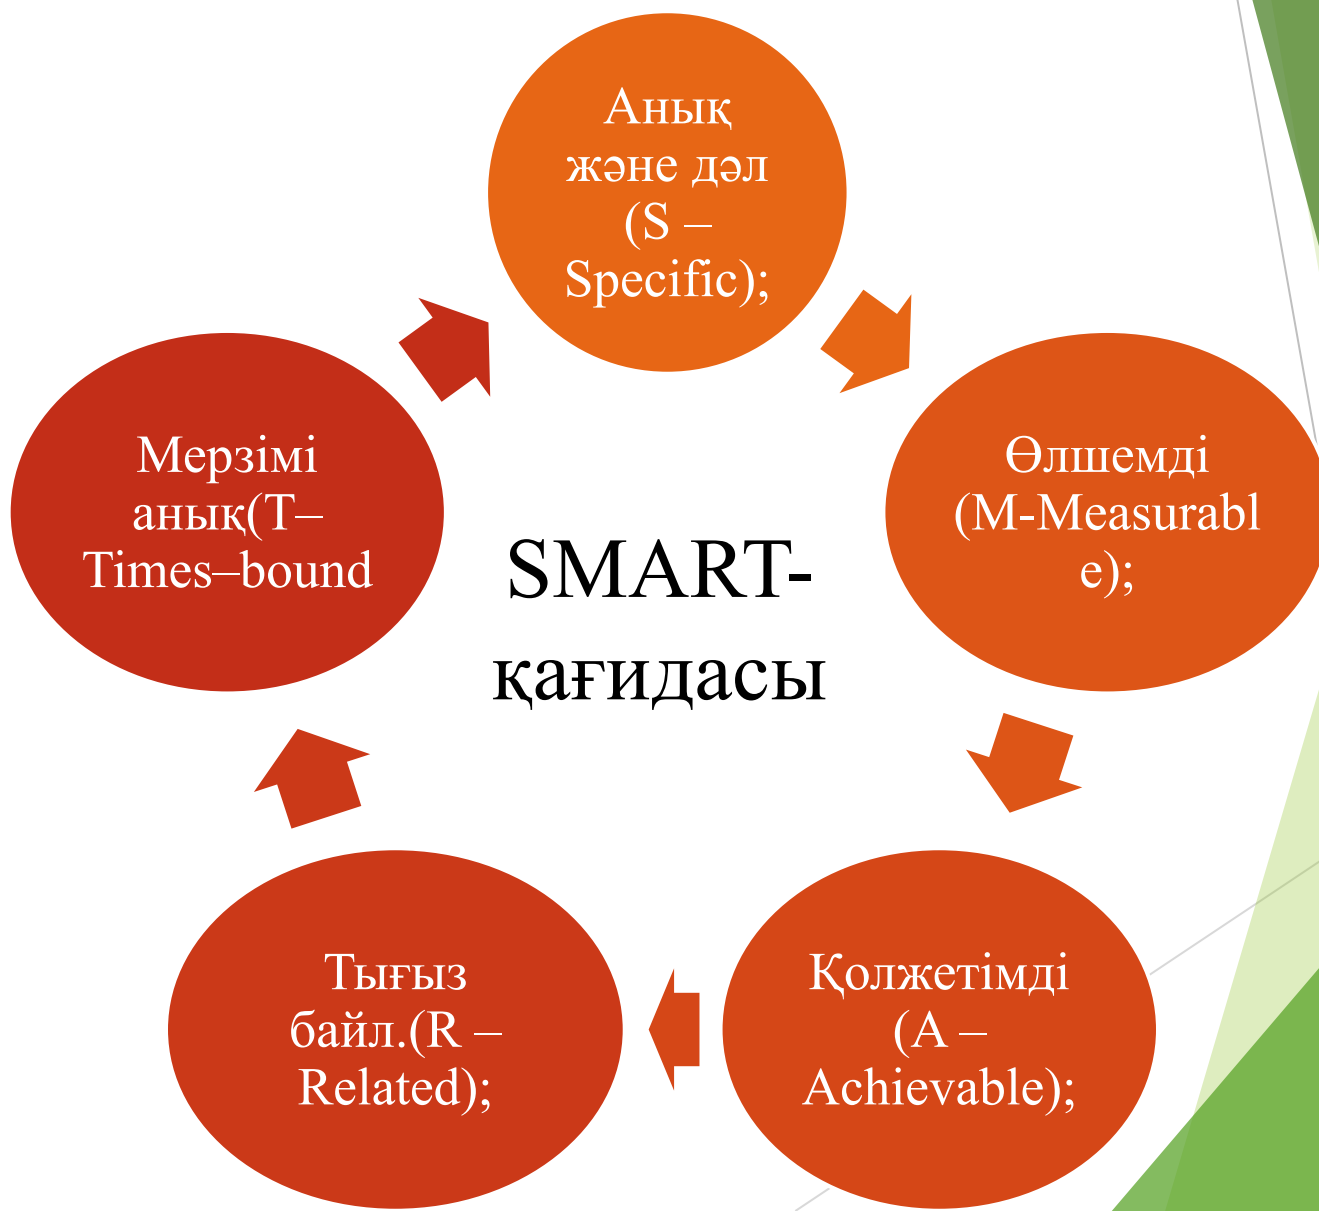 Анық
және дәл
(S –
Specific);
Өлшемді
(M-Measurabl
e);
Қолжетімді
(A –
Achievable);
Тығыз
байл.(R –
Related);
Мерзімі
анық(T–
Times–bound
SMART-
қағидасы